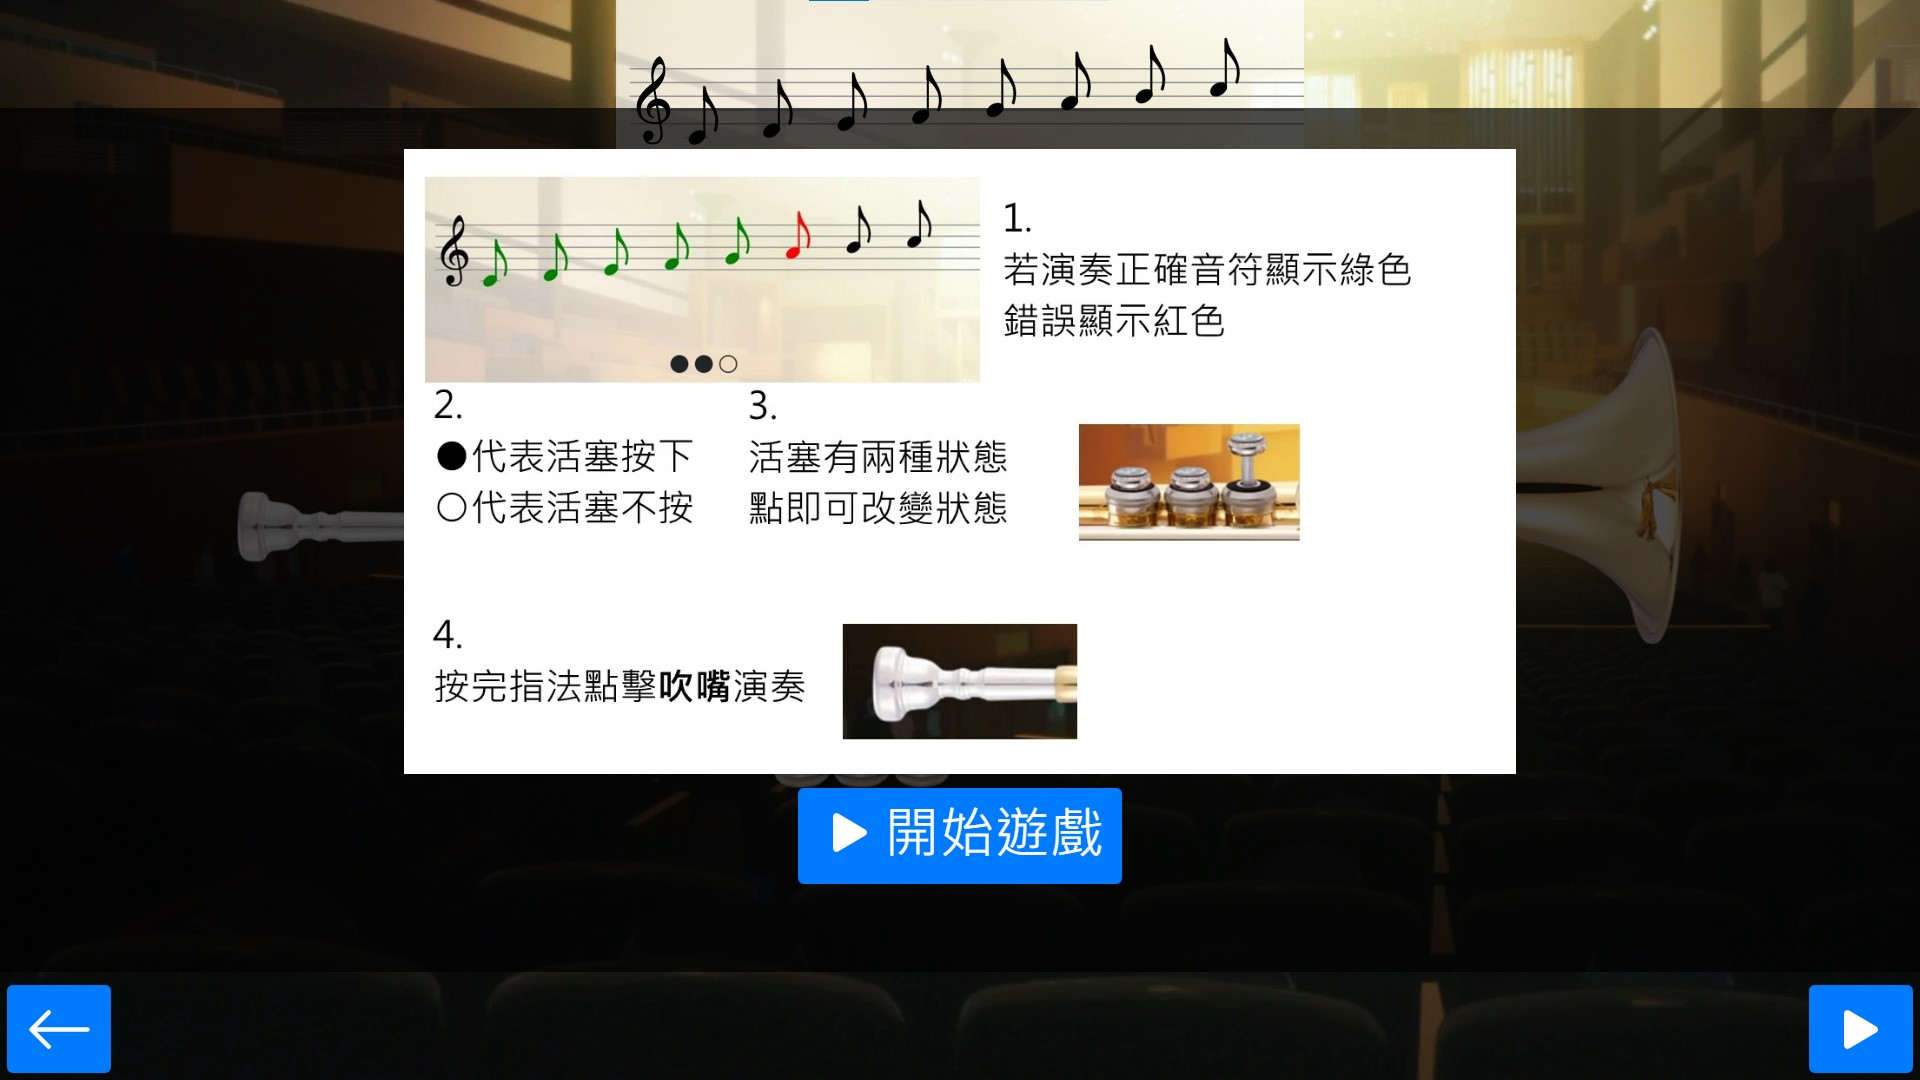 1.
若演奏正確音符顯示綠色
錯誤顯示紅色
2.
●代表活塞按下
○代表活塞不按
3.
活塞有兩種狀態
點即可改變狀態
4.
按完指法點擊吹嘴演奏
開始遊戲